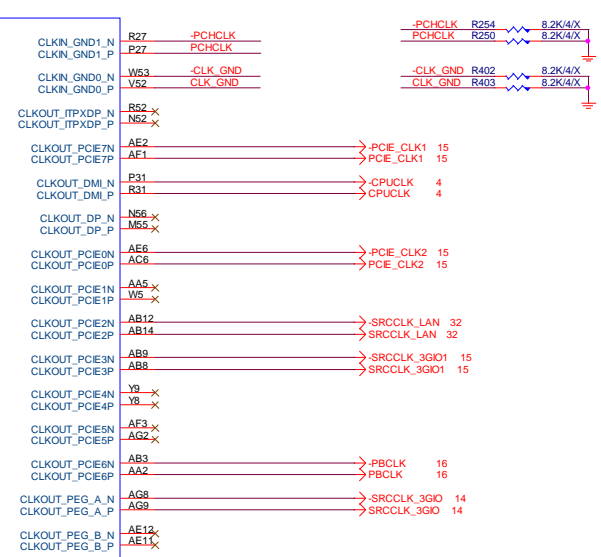 -PCHCLK R254 8.2K/4/X
CLKIN_GND1_N R27 -PCHCLK PCHCLK R250 8.2K/4/X
CLKIN_GND1_P P27 PCHCLK
CLKIN_GND0_N W53 -CLK_GND -CLK_GND R402 8.2K/4/X
CLKIN_GND0_P V52 CLK_GND CLK_GND R403 8.2K/4/X
CLKOUT_ITPXDP_N R52
CLKOUT_ITPXDP_P N52
CLKOUT_PCIE7N AE2 -PCIE_CLK1 15
CLKOUT_PCIE7P AF1 PCIE_CLK1 15
CLKOUT_DMI_N P31 -CPUCLK 4
CLKOUT_DMI_P R31 CPUCLK 4
CLKOUT_DP_N N56
CLKOUT_DP_P M55
CLKOUT_PCIE0N AE6 -PCIE_CLK2 15
CLKOUT_PCIE0P AC6 PCIE_CLK2 15
CLKOUT_PCIE1N AA5
CLKOUT_PCIE1P W5
CLKOUT_PCIE2N AB12 -SRCCLK_LAN 32
CLKOUT_PCIE2P AB14 SRCCLK_LAN 32
CLKOUT_PCIE3N AB9 -SRCCLK_3GIO1 15
CLKOUT_PCIE3P AB8 SRCCLK_3GIO1 15
CLKOUT_PCIE4N Y9
CLKOUT_PCIE4P Y8
CLKOUT_PCIE5N AF3
CLKOUT_PCIE5P AG2
CLKOUT_PCIE6N AB3 -PBCLK 16
CLKOUT_PCIE6P AA2 PBCLK 16
CLKOUT_PEG_A_N AG8 -SRCCLK_3GIO 14
CLKOUT_PEG_A_P AG9 SRCCLK_3GIO 14
CLKOUT_PEG_B_N AE12
CLKOUT_PEG_B_P AE11